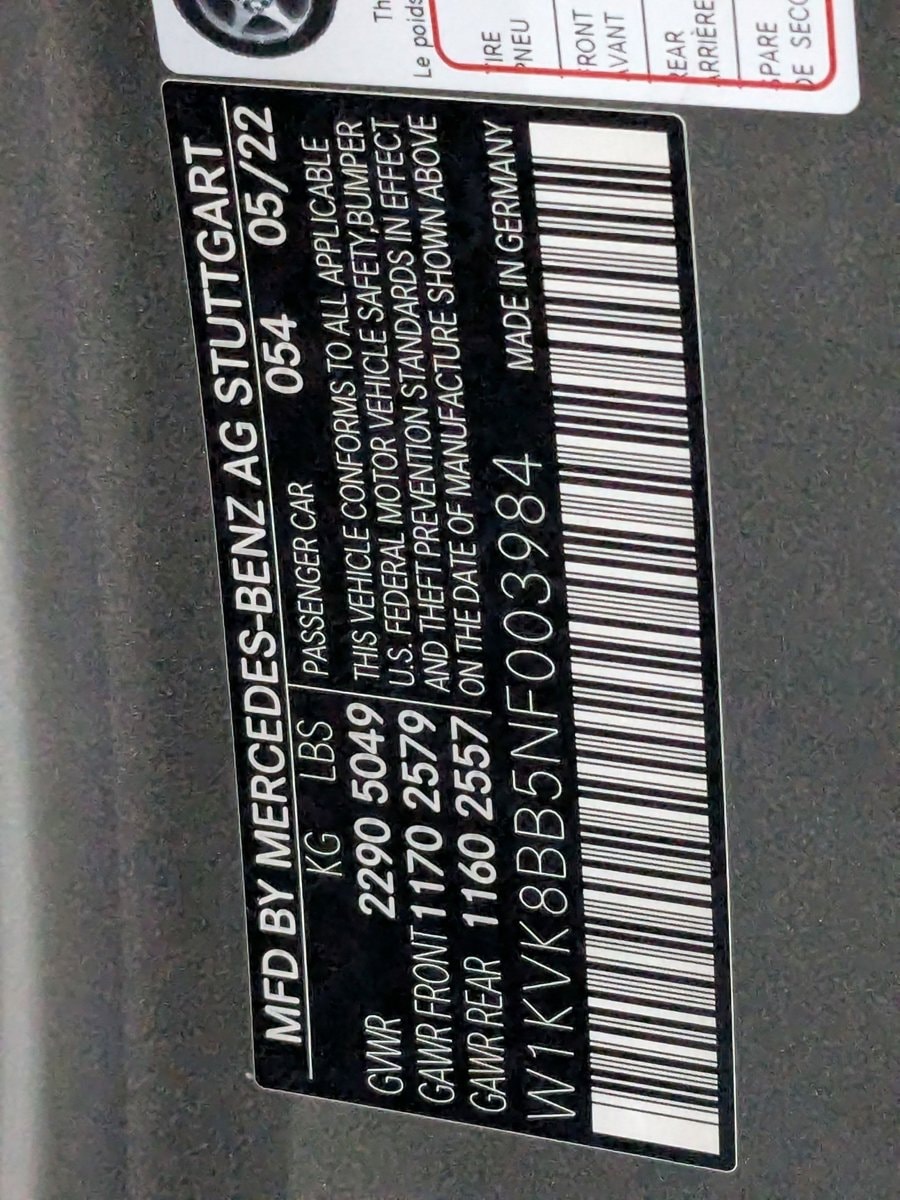 MFD BY MERCEDES-BENZ AG STUTTGART
KG LBS 054 05/22
PASSENGER CAR
GVWR 2290 5049
GAWR FRONT 1170 2579
GAWR REAR 1160 2557
THIS VEHICLE CONFORMS TO ALL APPLICABLE
U.S. FEDERAL MOTOR VEHICLE SAFETY,BUMPER
AND THEFT PREVENTION STANDARDS IN EFFECT
ON THE DATE OF MANUFACTURE SHOWN ABOVE
W1KVK8BB5NF003984 MADE IN GERMANY
Th
Le poids
TIRE
PNEU
FRONT
AVANT
REAR
ARRIÈRE
SPARE
DE SECO